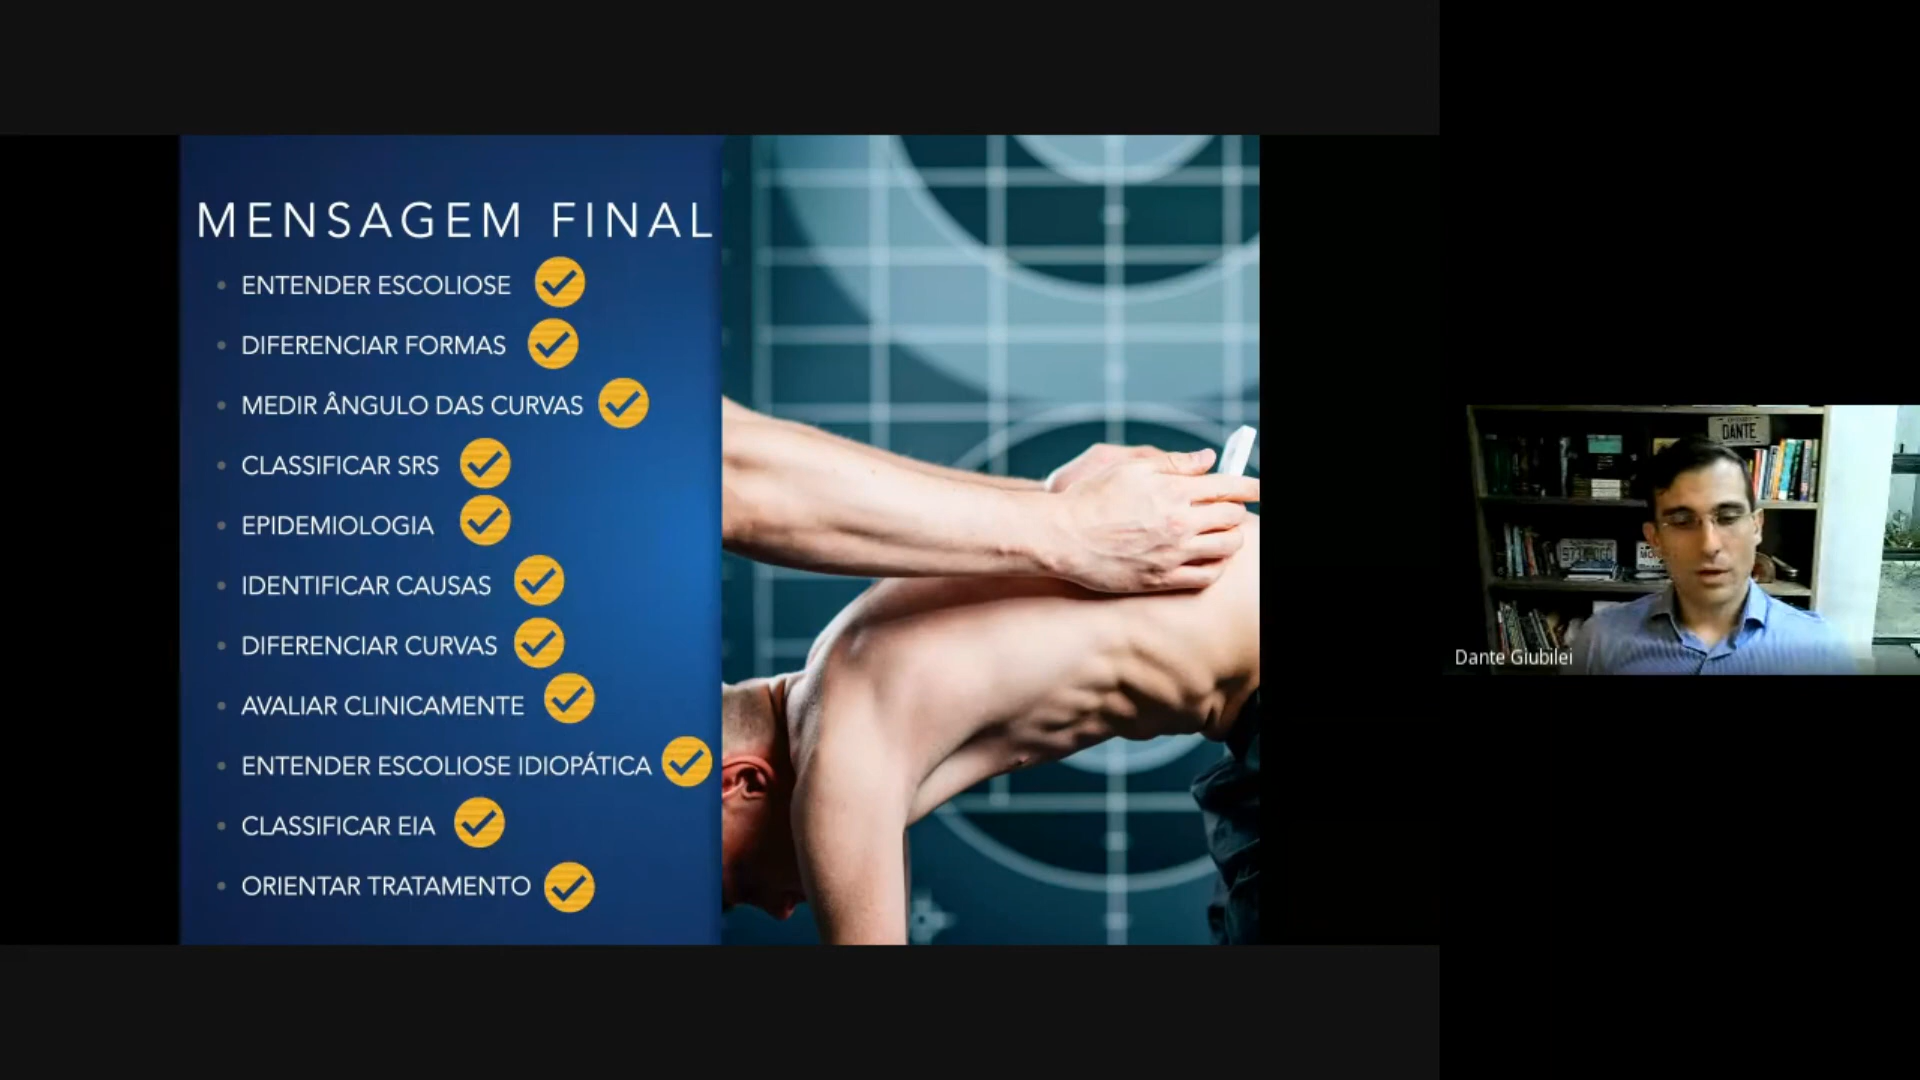 MENSAGEM FINAL
• ENTENDER ESCOLIOSE
• DIFERENCIAR FORMAS
• MEDIR ÂNGULO DAS CURVAS
• CLASSIFICAR SRS
• EPIDEMIOLOGIA
• IDENTIFICAR CAUSAS
• DIFERENCIAR CURVAS
• AVALIAR CLINICAMENTE
• ENTENDER ESCOLIOSE IDIOPÁTICA
• CLASSIFICAR EIA
• ORIENTAR TRATAMENTO
DANTE
Dante Giubilei